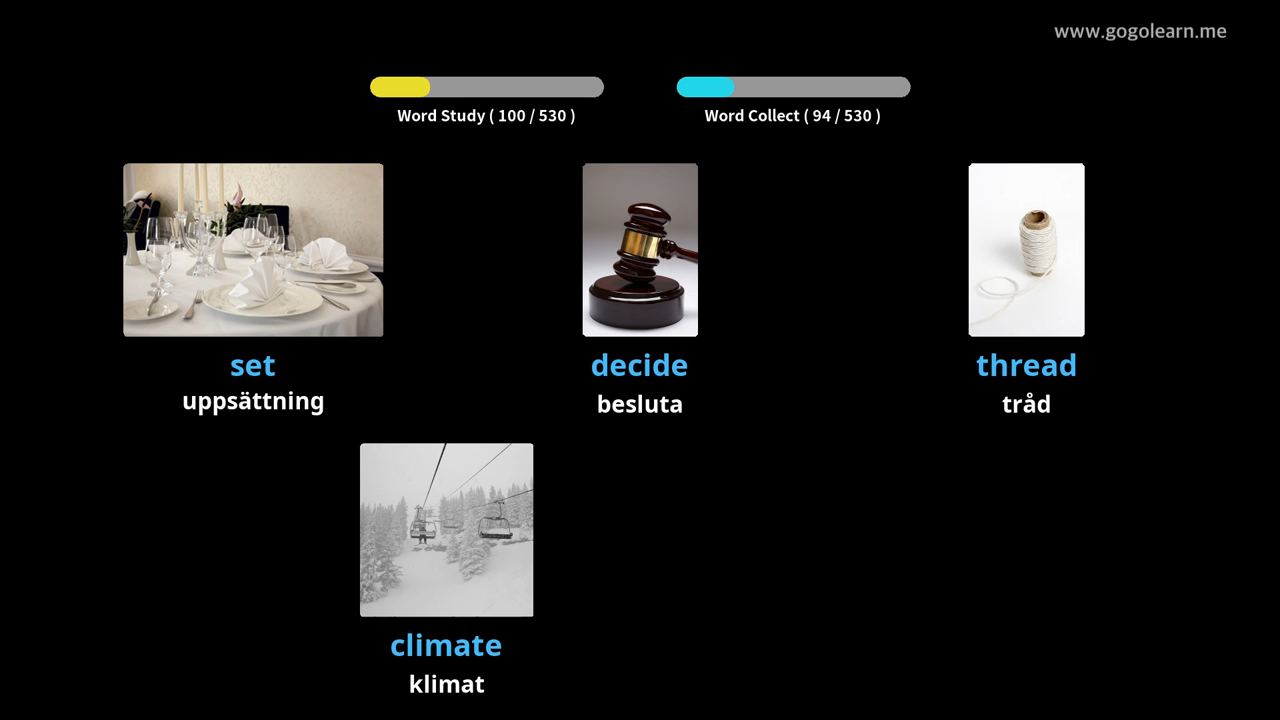 www.gogolearn.me
Word Study ( 100 / 530 )
Word Collect ( 94 / 530 )
set
decide
thread
uppsättning
besluta
tråd
climate
klimat